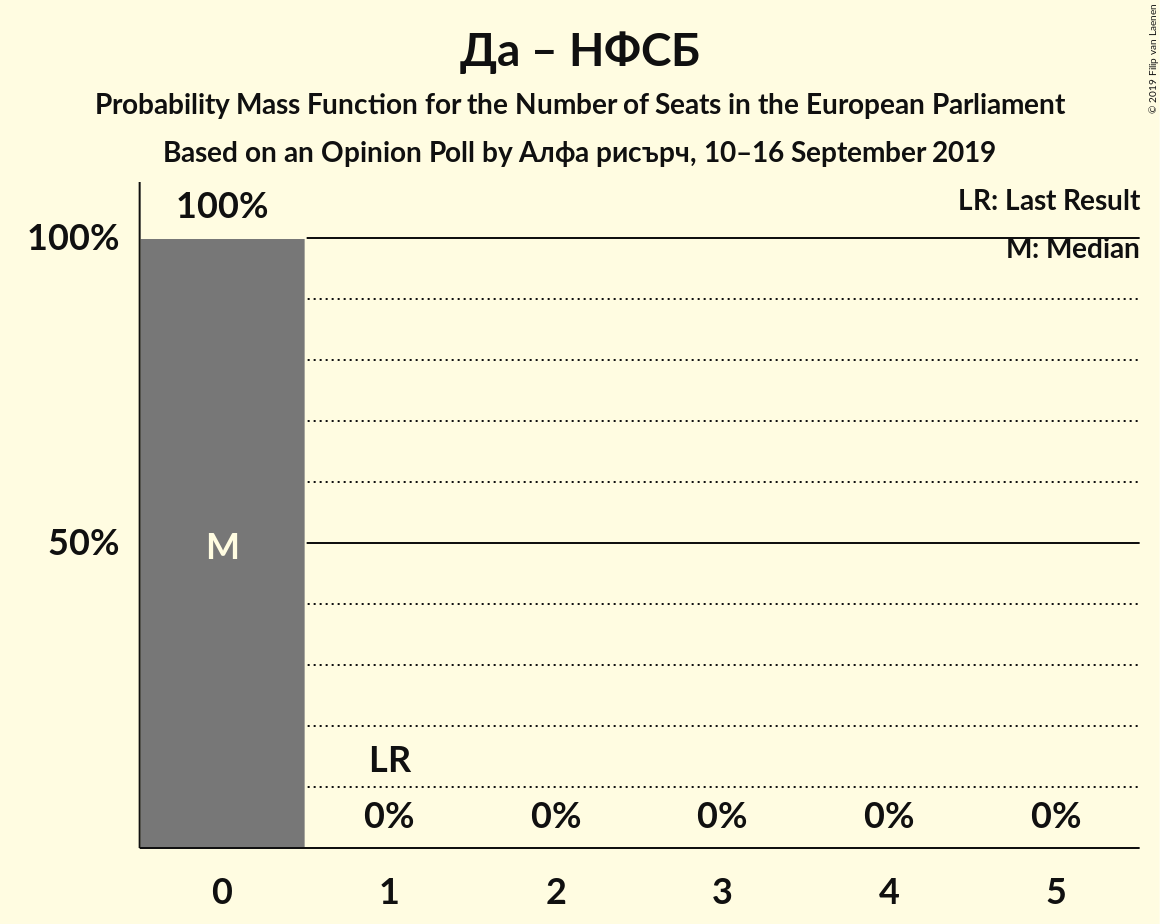 Да – НФСБ
Probability Mass Function for the Number of Seats in the European Parliament
Based on an Opinion Poll by Алфа рисърч, 10–16 September 2019
© 2019 Filip van Laenen
LR: Last Result
M: Median
100%
100%
50%
M
LR
0% 0% 0% 0% 0%
0 1 2 3 4 5